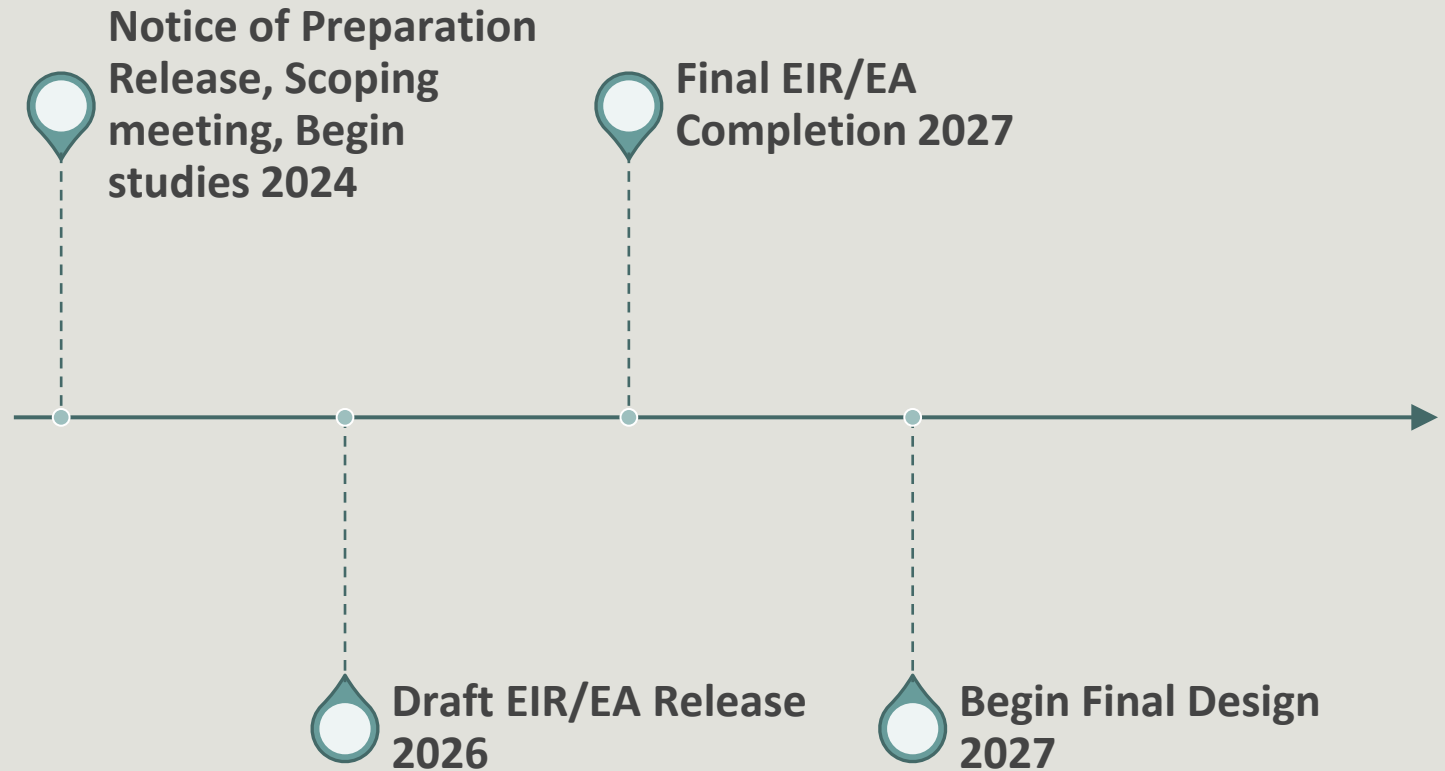 Notice of Preparation
Release, Scoping
meeting, Begin
studies 2024
Final EIR/EA
Completion 2027
Draft EIR/EA Release
2026
Begin Final Design
2027